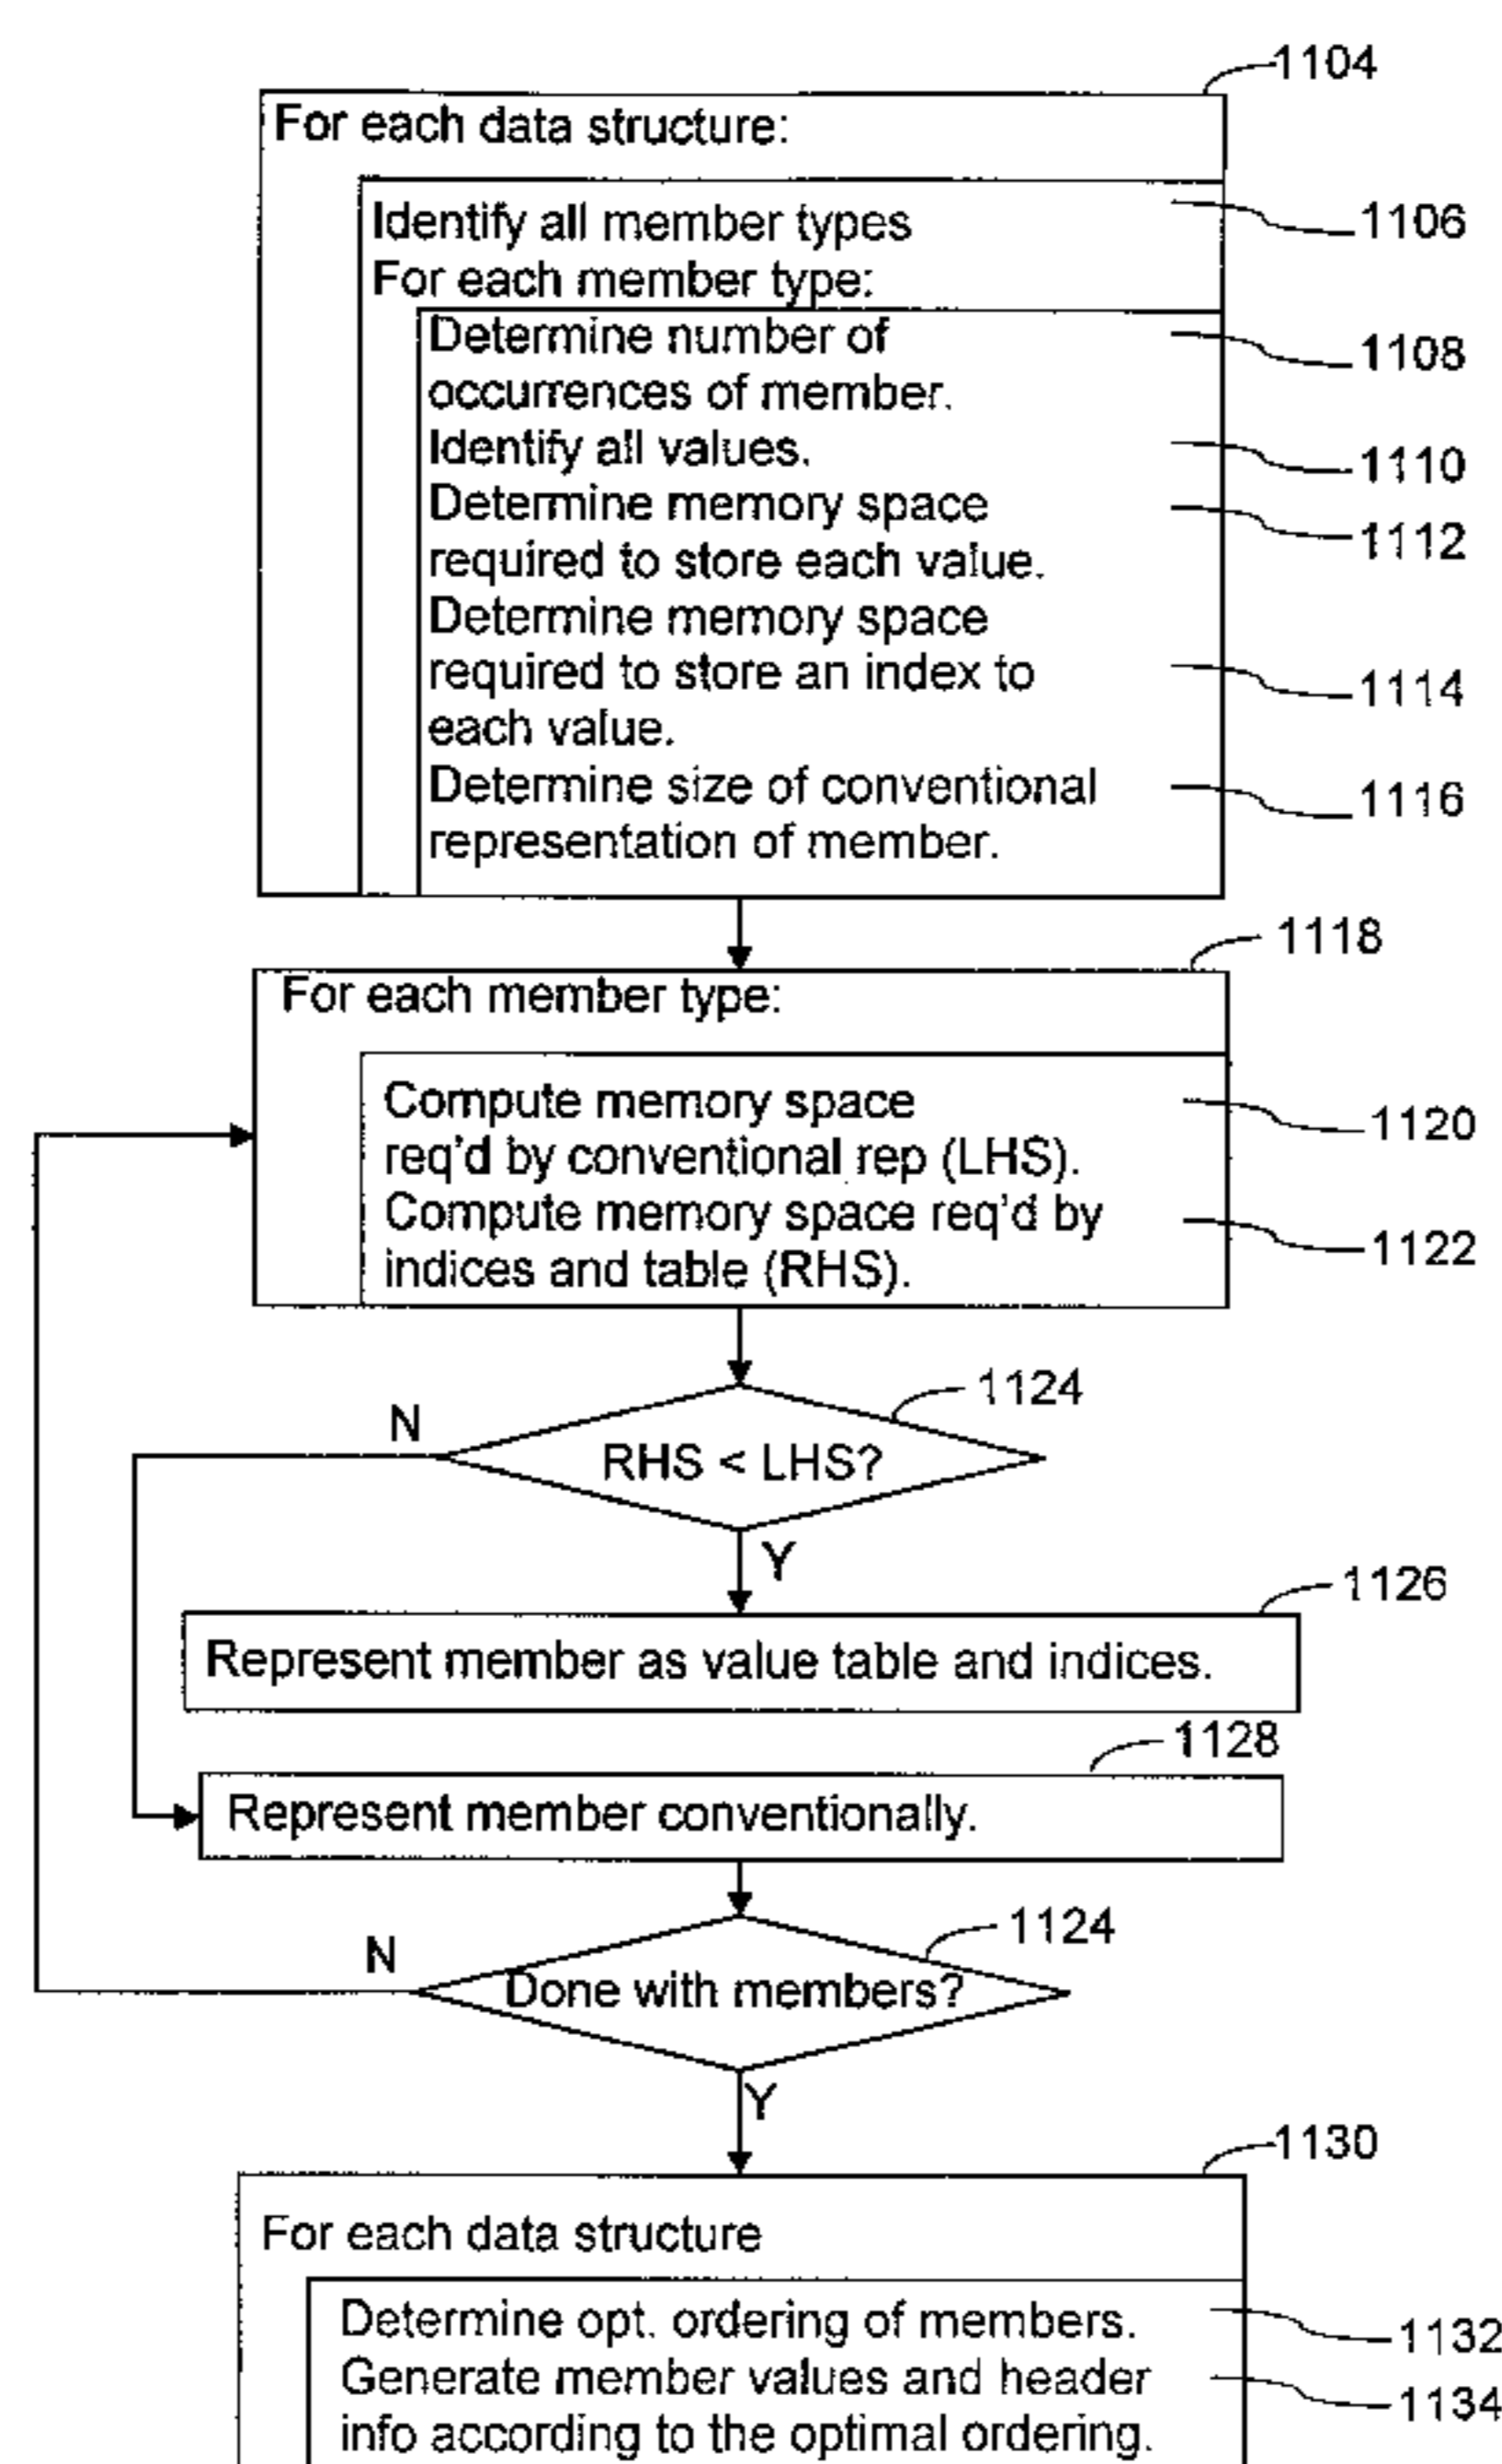 1104
For each data structure:
Identify all member types
1106
For each member type:
Determine number of
1108
occurrences of member.
Identify all values.
1110
Determine memory space
1112
required to store each value.
Determine memory space
required to store an index to
1114
each value.
Determine size of conventional
1116
representation of member.
1118
For each member type:
Compute memory space
1120
req'd by conventional rep (LHS).
Compute memory space req'd by
1122
indices and table (RHS).
1124
N
RHS < LHS?
Y
1126
Represent member as value table and indices.
1128
Represent member conventionally.
1124
N
Done with members?
Y
1130
For each data structure
Determine opt. ordering of members.
1132
Generate member values and header
1134
info according to the optimal ordering.